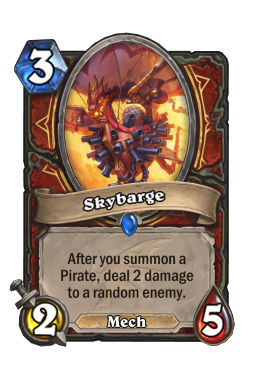 3
Skybarge
After you summon a
Pirate, deal 2 damage
to a random enemy.
2
Mech
5